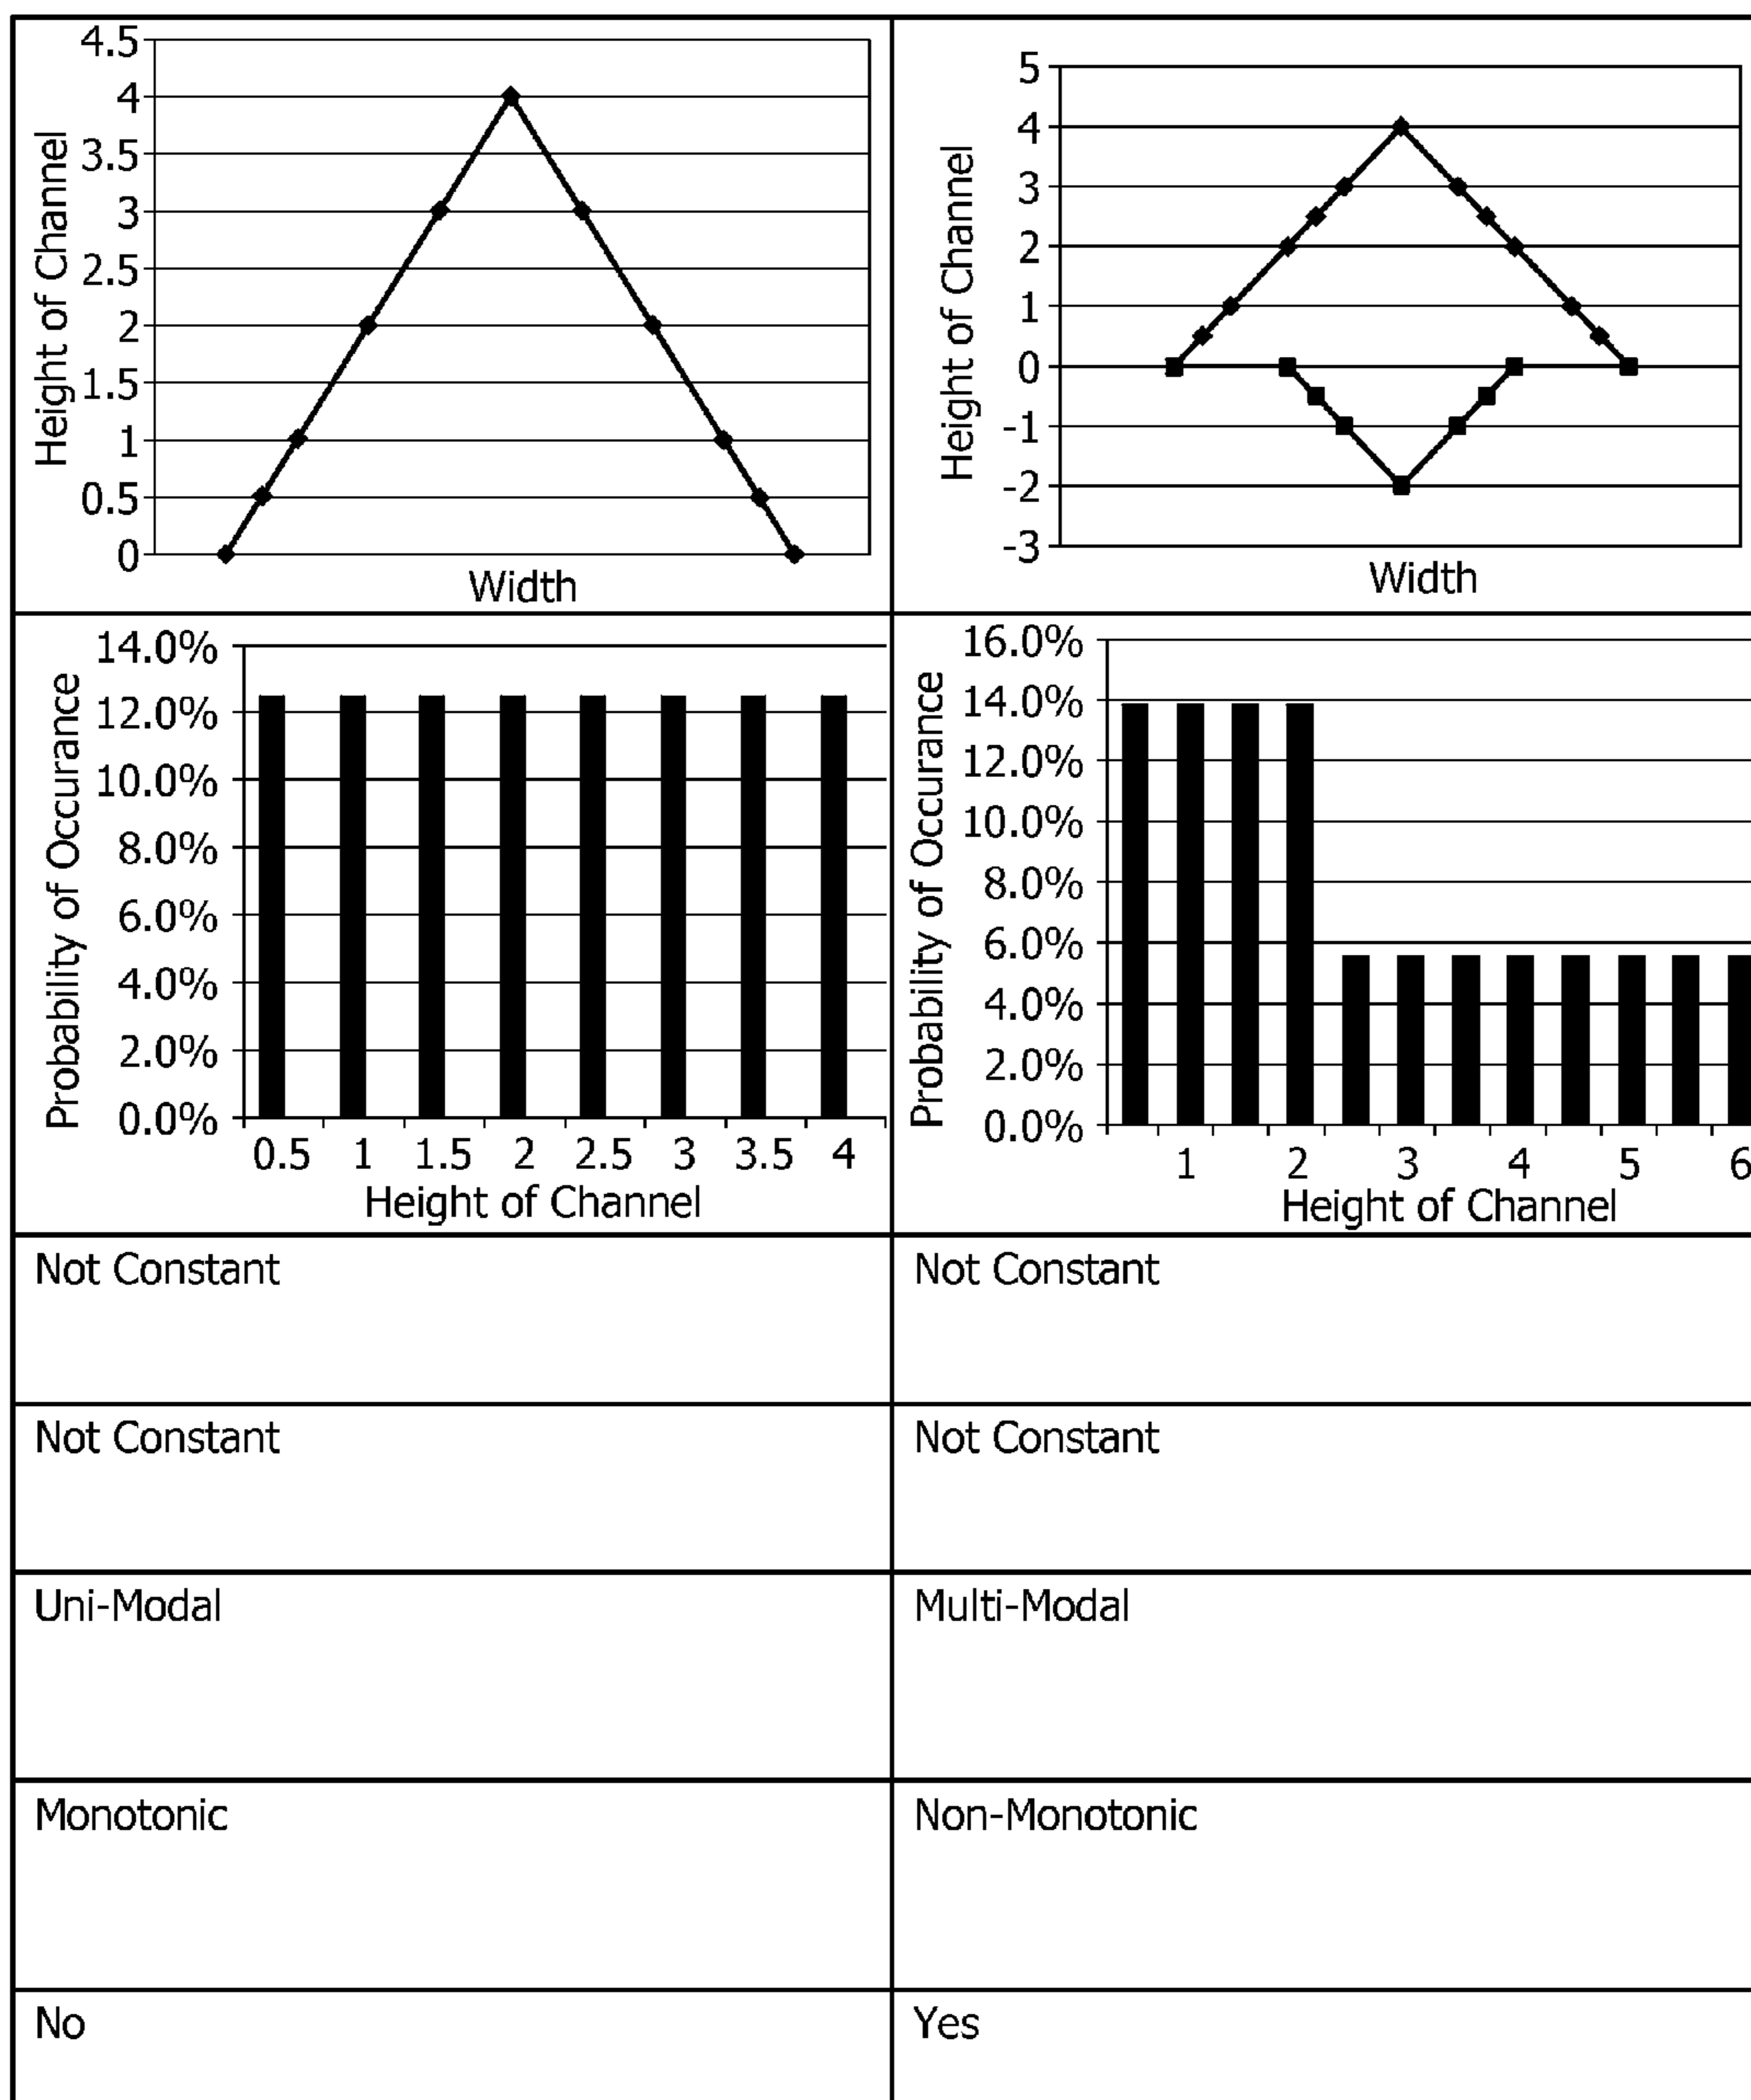 4.5
4
3.5
3
2.5
2
1.5
1
0.5
0
Height of Channel
Width
5
4
3
2
1
0
-1
-2
-3
Height of Channel
Width
14.0%
12.0%
10.0%
8.0%
6.0%
4.0%
2.0%
0.0%
Probability of Occurance
0.5 1 1.5 2 2.5 3 3.5 4
Height of Channel
16.0%
14.0%
12.0%
10.0%
8.0%
6.0%
4.0%
2.0%
0.0%
Probability of Occurance
1 2 3 4 5 6
Height of Channel
Not Constant
Not Constant
Not Constant
Not Constant
Uni-Modal
Multi-Modal
Monotonic
Non-Monotonic
No
Yes